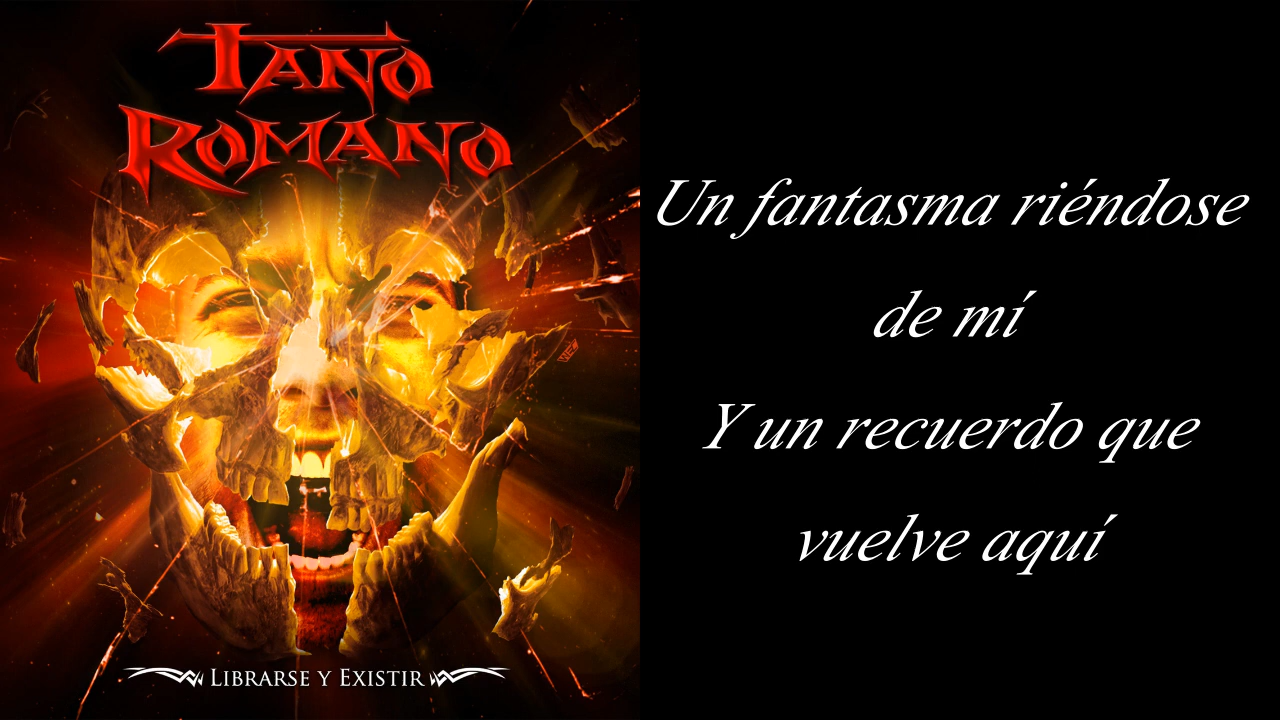 TANO
ROMANO
LIBRARSE Y EXISTIR
Un fantasma riéndose
de mí
Y un recuerdo que
vuelve aquí